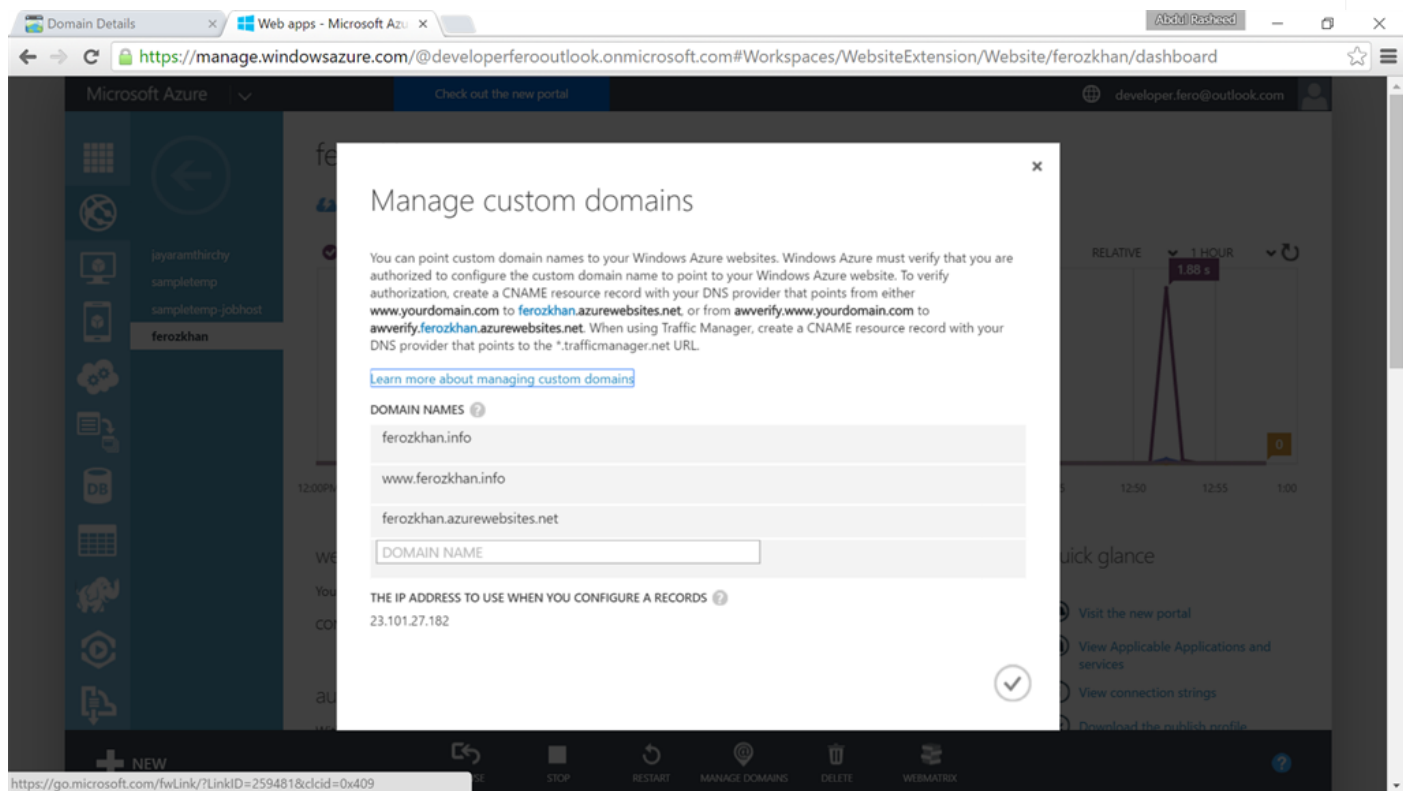 Domain Details
Web apps - Microsoft Azu
Abdul Rasheed
https://manage.windowsazure.com/@developerferooutlook.onmicrosoft.com#Workspaces/WebsiteExtension/Website/ferozkhan/dashboard
Microsoft Azure
Check out the new portal
developer.fero@outlook.com
fe
jayaramthirchy
sampletemp
sampletemp-jobhost
ferozkhan
RELATIVE
1 HOUR
1.88 s
Manage custom domains
You can point custom domain names to your Windows Azure websites. Windows Azure must verify that you are
authorized to configure the custom domain name to point to your Windows Azure website. To verify
authorization, create a CNAME resource record with your DNS provider that points from either
www.yourdomain.com to ferozkhan.azurewebsites.net, or from awverify.www.yourdomain.com to
awverify.ferozkhan.azurewebsites.net. When using Traffic Manager, create a CNAME resource record with your
DNS provider that points to the *.trafficmanager.net URL.
Learn more about managing custom domains
DOMAIN NAMES ?
ferozkhan.info
www.ferozkhan.info
ferozkhan.azurewebsites.net
DOMAIN NAME
THE IP ADDRESS TO USE WHEN YOU CONFIGURE A RECORDS ?
23.101.27.182
0
12:00PM
5
12:50
12:55
1:00
DB
we
You
cor
au
uick glance
Visit the new portal
View Applicable Applications and
services
View connection strings
Download the publish profile
NEW
SE
STOP
RESTART
MANAGE DOMAINS
DELETE
WEBMATRIX
?
https://go.microsoft.com/fwLink/?LinkID=259481&clcid=0x409